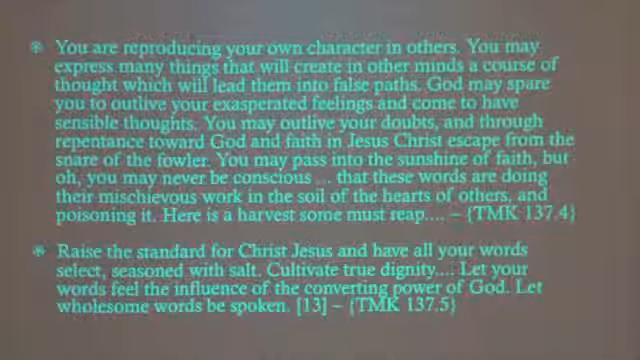 You are reproducing your own character in others. You may
express many things that will create in other minds a course of
thought which will lead them into false paths. God may spare
you to outlive your exasperated feelings and come to have
sensible thoughts. You may outlive your doubts, and through
repentance toward God and faith in Jesus Christ escape from the
snare of the fowler. You may pass into the sunshine of faith, but
oh, you may never be conscious ... that these words are doing
their mischievous work in the soil of the hearts of others, and
poisoning it. Here is a harvest some must reap.... – {TMK 137.4}
Raise the standard for Christ Jesus and have all your words
select, seasoned with salt. Cultivate true dignity.... Let your
words feel the influence of the converting power of God. Let
wholesome words be spoken. [13] – {TMK 137.5}